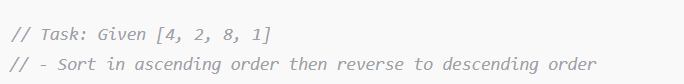 // Task: Given [4, 2, 8, 1]
// - Sort in ascending order then reverse to descending order